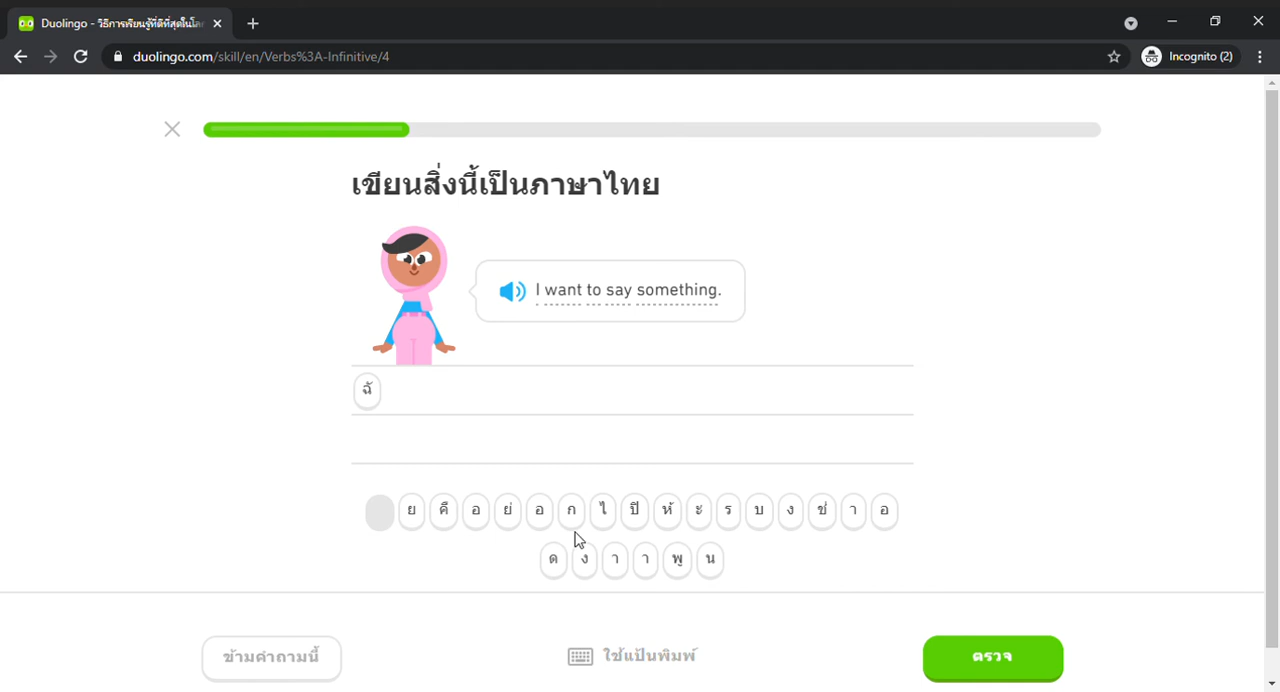 Duolingo - วิธีการเรียนรู้ที่ดีที่สุดในโล
duolingo.com/skill/en/Verbs%3A-Infinitive/4
Incognito (2)
เขียนสิ่งนี้เป็นภาษาไทย
I want to say something.
ฉั
ย คื อ ย่ อ ก ไ ปี ห้ ะ ร บ ง ช่ า อ
ด ง า า พู น
ข้ามคำถามนี้
ใช้แป้นพิมพ์
ตรวจ